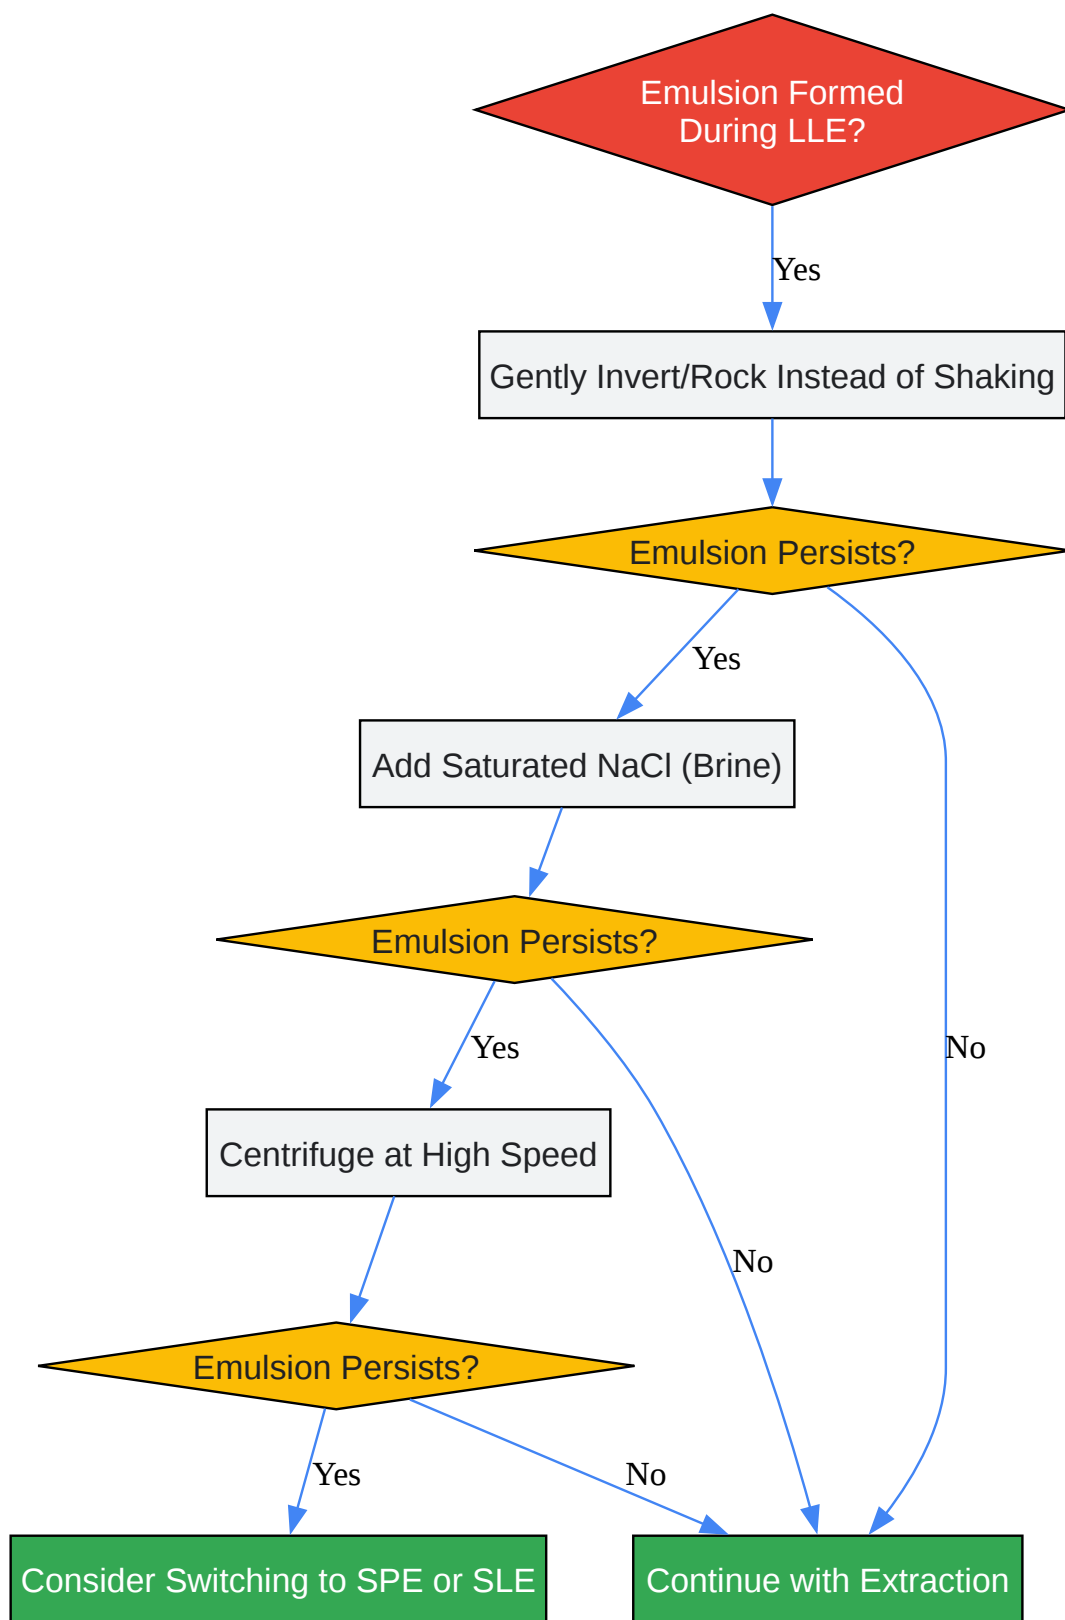 Emulsion Formed
During LLE?
Yes
Gently Invert/Rock Instead of Shaking
Emulsion Persists?
Yes
Add Saturated NaCl (Brine)
Emulsion Persists?
Yes
No
Centrifuge at High Speed
No
Emulsion Persists?
Yes
No
Consider Switching to SPE or SLE
Continue with Extraction